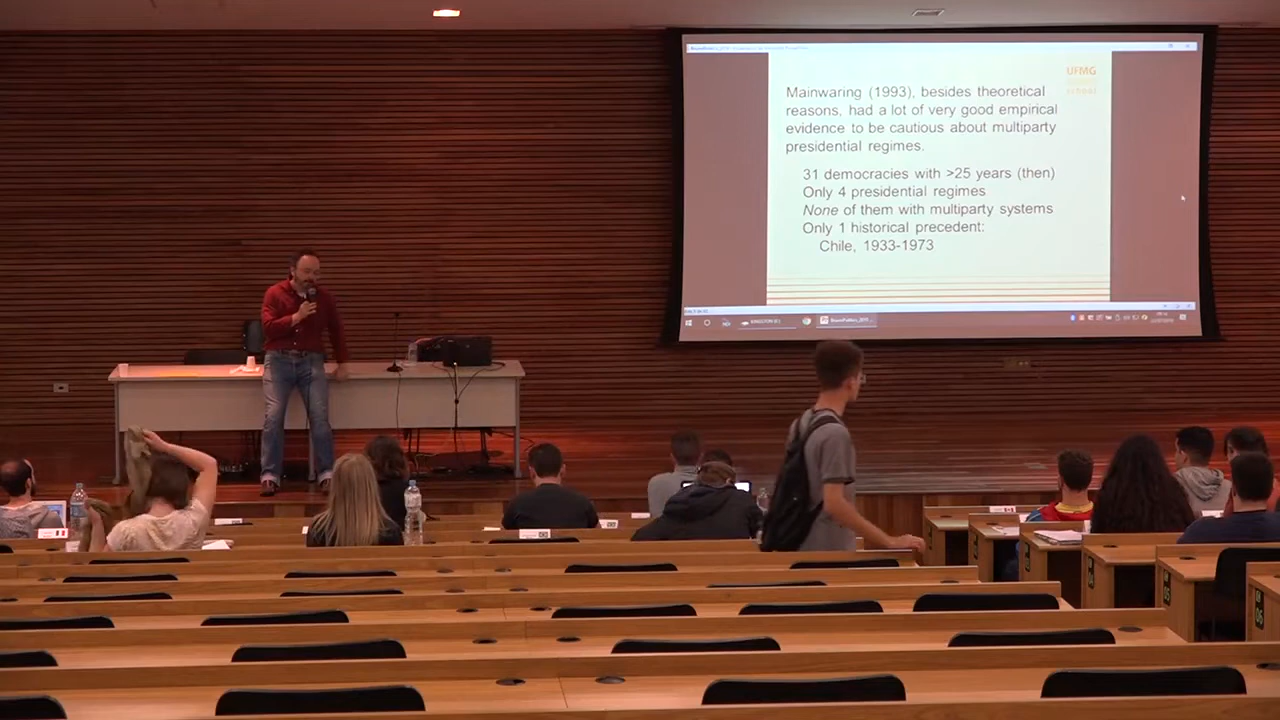 UFMG
school
Mainwaring (1993), besides theoretical
reasons, had a lot of very good empirical
evidence to be cautious about multiparty
presidential regimes.
31 democracies with >25 years (then)
Only 4 presidential regimes
None of them with multiparty systems
Only 1 historical precedent:
Chile, 1933-1973